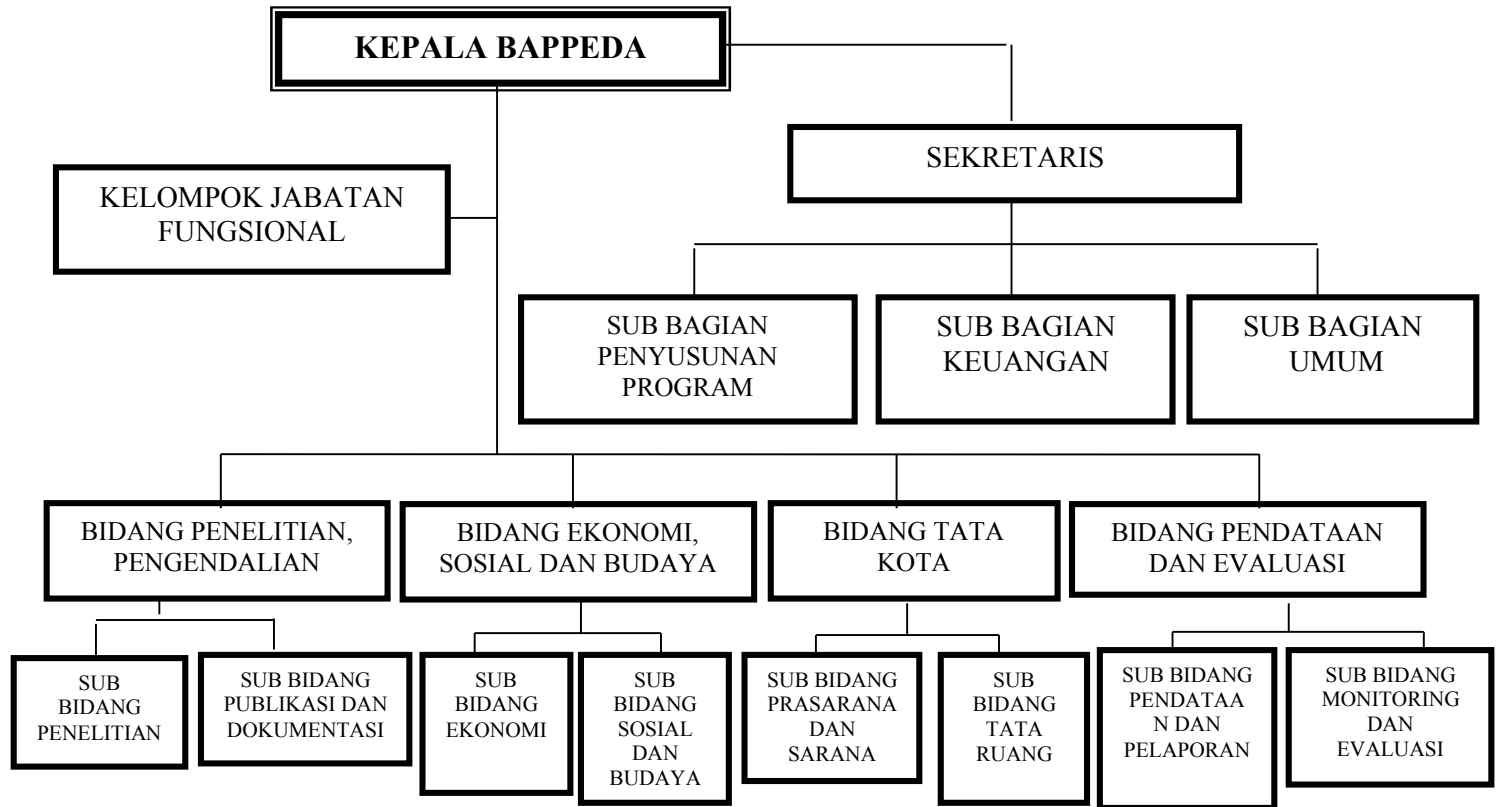 KEPALA BAPPEDA
SEKRETARIS
KELOMPOK JABATAN
FUNGSIONAL
SUB BAGIAN
PENYUSUNAN
PROGRAM
SUB BAGIAN
KEUANGAN
SUB BAGIAN
UMUM
BIDANG PENELITIAN,
PENGENDALIAN
BIDANG EKONOMI,
SOSIAL DAN BUDAYA
BIDANG TATA
KOTA
BIDANG PENDATAAN
DAN EVALUASI
SUB
BIDANG
PENELITIAN
SUB BIDANG
PUBLIKASI DAN
DOKUMENTASI
SUB
BIDANG
EKONOMI
SUB
BIDANG
SOSIAL
DAN
BUDAYA
SUB BIDANG
PRASARANA
DAN
SARANA
SUB
BIDANG
TATA
RUANG
SUB BIDANG
PENDATAA
N DAN
PELAPORAN
SUB BIDANG
MONITORING
DAN
EVALUASI